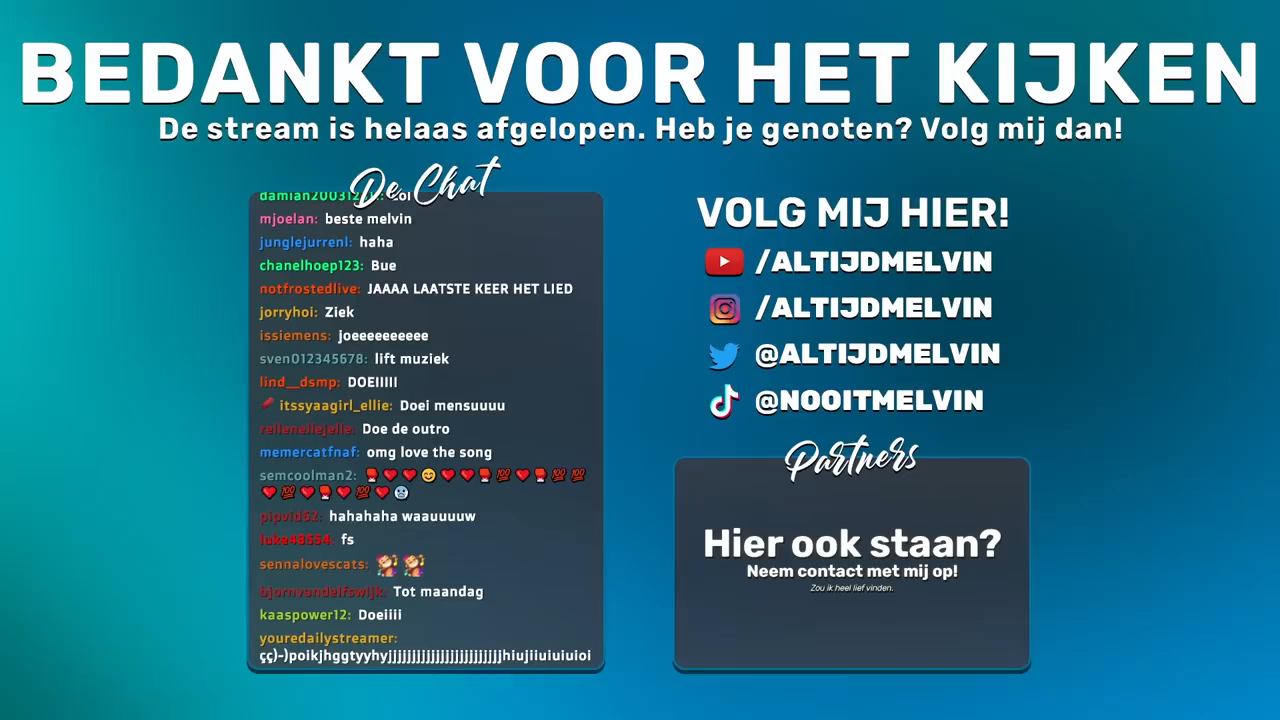 BEDANKT VOOR HET KIJKEN
De stream is helaas afgelopen. Heb je genoten? Volg mij dan!
De Chat
mjoelan: beste melvin
junglejurrenl: haha
chanelhoep123: Bue
notfrostedlive: JAAAA LAATSTE KEER HET LIED
jorryhoi: Ziek
issiemens: joeeeeeeeeee
sven012345678: lift muziek
lind__dsmp: DOEIIIII
itssyaagirl_ellie: Doei mensuuuu
Doe de outro
memercatfnaf: omg love the song
semcoolman2: 🥊❤️❤️😊❤️❤️🥊💯❤️🥊💯💯
❤️💯❤️🥊❤️💯❤️🥶
pipvid62: hahahaha waauuuuw
luke48554: fs
sennalovescats:
bjornvandelfswijk: Tot maandag
kaaspower12: Doeiiii
youredailystreamer:
çç)-)poikjhggtyyhyjjjjjjjjjjjjjjjjjjjjjjjjhiujiiuiuiuioi
VOLG MIJ HIER!
/ALTIJDMELVIN
/ALTIJDMELVIN
@ALTIJDMELVIN
@NOOITMELVIN
Partners
Hier ook staan?
Neem contact met mij op!
Zou ik heel lief vinden.